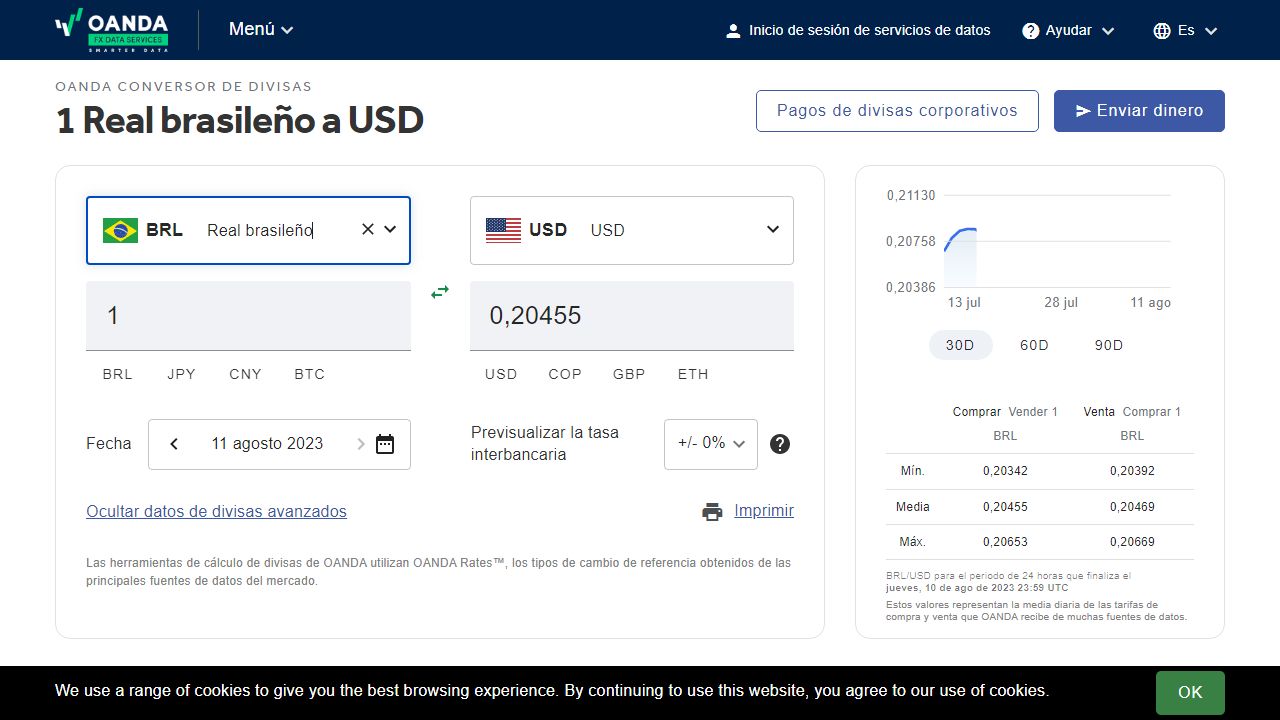 OANDA
FX DATA SERVICES
SMARTER DATA
Menú
Inicio de sesión de servicios de datos
Ayudar
Es
OANDA CONVERSOR DE DIVISAS
1 Real brasileño a USD
Pagos de divisas corporativos
Enviar dinero
BRL Real brasileño
USD USD
1
0,20455
BRL JPY CNY BTC
USD COP GBP ETH
Fecha
11 agosto 2023
Previsualizar la tasa
interbancaria
+/- 0%
Ocultar datos de divisas avanzados
Imprimir
Las herramientas de cálculo de divisas de OANDA utilizan OANDA Rates™, los tipos de cambio de referencia obtenidos de las
principales fuentes de datos del mercado.
0,21130
0,20758
0,20386
13 jul 28 jul 11 ago
30D 60D 90D
Comprar Vender 1 Venta Comprar 1
BRL BRL
Mín. 0,20342 0,20392
Media 0,20455 0,20469
Máx. 0,20653 0,20669
BRL/USD para el periodo de 24 horas que finaliza el
jueves, 10 de ago de 2023 23:59 UTC
Estos valores representan la media diaria de las tarifas de
compra y venta que OANDA recibe de muchas fuentes de datos.
We use a range of cookies to give you the best browsing experience. By continuing to use this website, you agree to our use of cookies.
OK